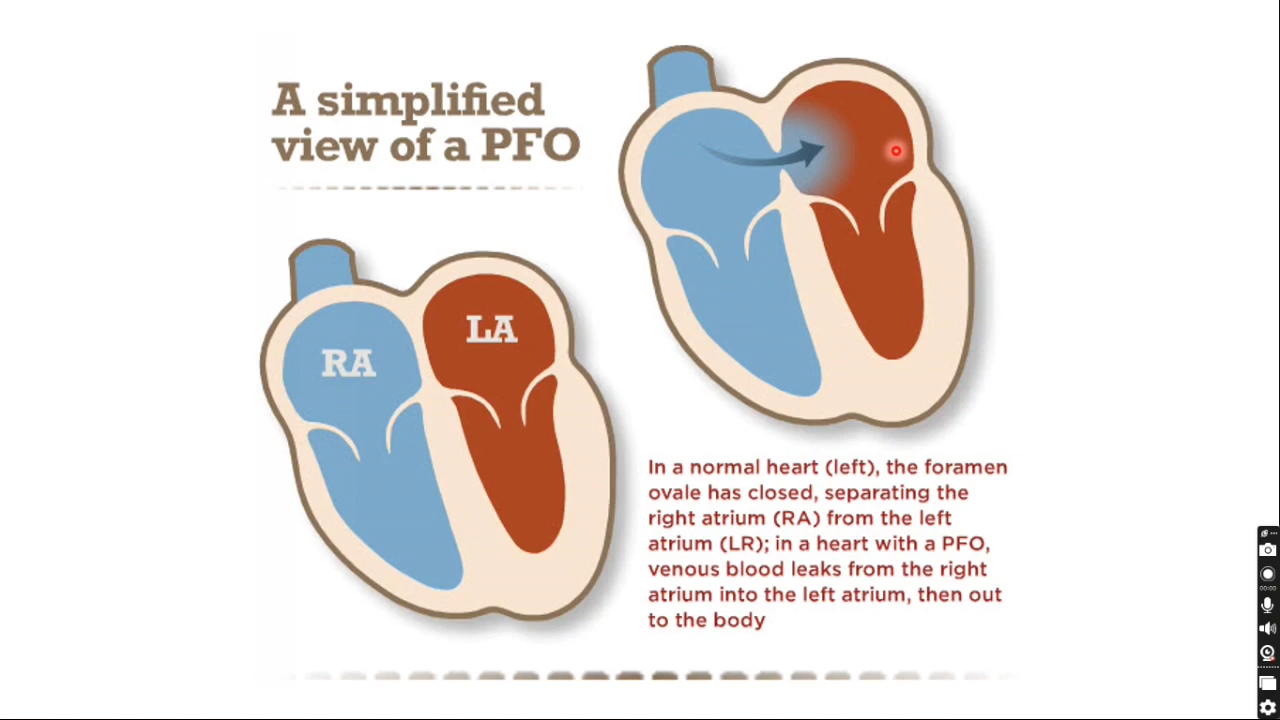 A simplified
view of a PFO
RA
LA
In a normal heart (left), the foramen
ovale has closed, separating the
right atrium (RA) from the left
atrium (LR); in a heart with a PFO,
venous blood leaks from the right
atrium into the left atrium, then out
to the body
00:00